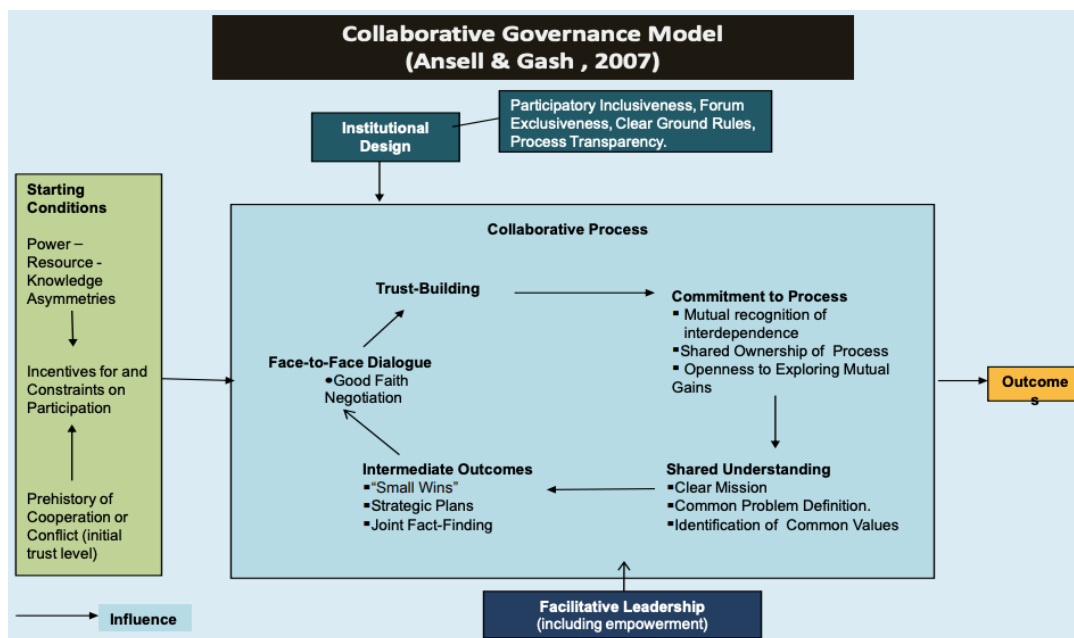 Collaborative Governance Model
(Ansell & Gash , 2007)
Participatory Inclusiveness, Forum
Exclusiveness, Clear Ground Rules,
Process Transparency.
Institutional
Design
Starting
Conditions
Power –
Resource -
Knowledge
Asymmetries
Incentives for and
Constraints on
Participation
Prehistory of
Cooperation or
Conflict (initial
trust level)
Collaborative Process
Trust-Building
Commitment to Process
▪ Mutual recognition of
interdependence
▪Shared Ownership of Process
▪ Openness to Exploring Mutual
Gains
Face-to-Face Dialogue
•Good Faith
Negotiation
Intermediate Outcomes
▪“Small Wins”
▪Strategic Plans
▪Joint Fact-Finding
Shared Understanding
▪Clear Mission
▪Common Problem Definition.
▪Identification of Common Values
Outcome
s
Facilitative Leadership
(including empowerment)
Influence